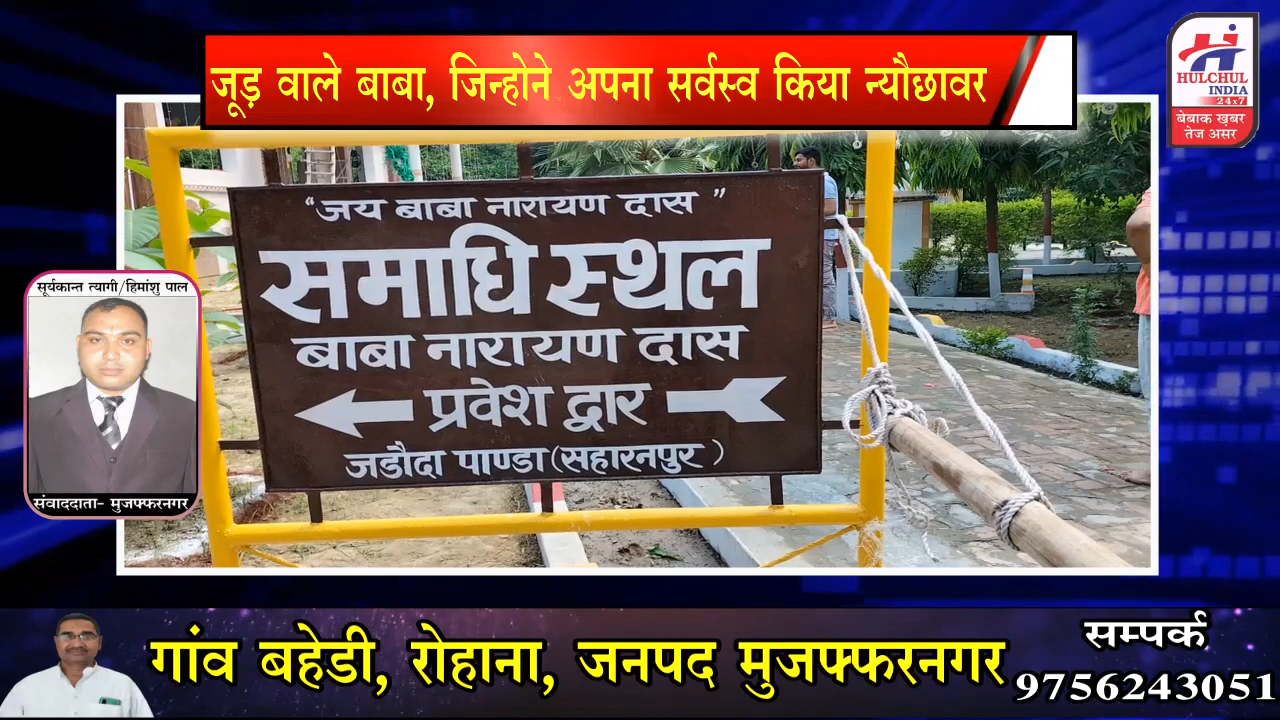 जूड़ वाले बाबा, जिन्होने अपना सर्वस्व किया न्यौछावर
HULCHUL
INDIA
24x7
बेबाक ख़बर
तेज असर
"जय बाबा नारायण दास"
समाधि स्थल
बाबा नारायण दास
प्रवेश द्वार
जडौदा पाण्डा (सहारनपुर)
सूर्यकान्त त्यागी/हिमांशु पाल
संवाददाता- मुजफ्फरनगर
गांव बहेडी, रोहाना, जनपद मुजफ्फरनगर
सम्पर्क
9756243051